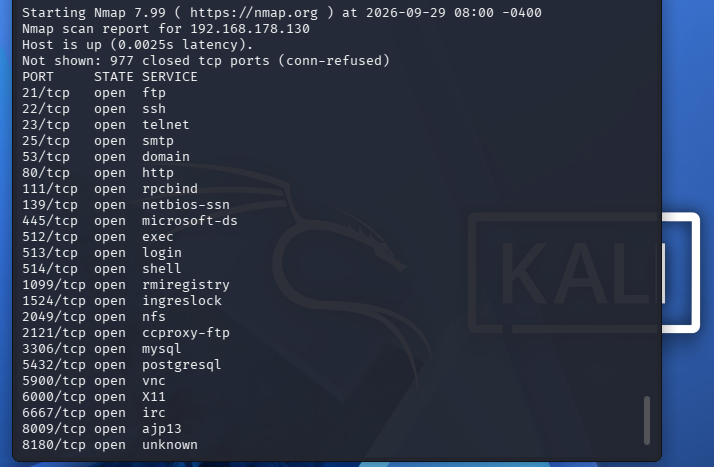 Starting Nmap 7.99 ( https://nmap.org ) at 2026-09-29 08:00 -0400
Nmap scan report for 192.168.178.130
Host is up (0.0025s latency).
Not shown: 977 closed tcp ports (conn-refused)
PORT     STATE SERVICE
21/tcp   open  ftp
22/tcp   open  ssh
23/tcp   open  telnet
25/tcp   open  smtp
53/tcp   open  domain
80/tcp   open  http
111/tcp  open  rpcbind
139/tcp  open  netbios-ssn
445/tcp  open  microsoft-ds
512/tcp  open  exec
513/tcp  open  login
514/tcp  open  shell
1099/tcp open  rmiregistry
1524/tcp open  ingreslock
2049/tcp open  nfs
2121/tcp open  ccproxy-ftp
3306/tcp open  mysql
5432/tcp open  postgresql
5900/tcp open  vnc
6000/tcp open  X11
6667/tcp open  irc
8009/tcp open  ajp13
8180/tcp open  unknown
KALI